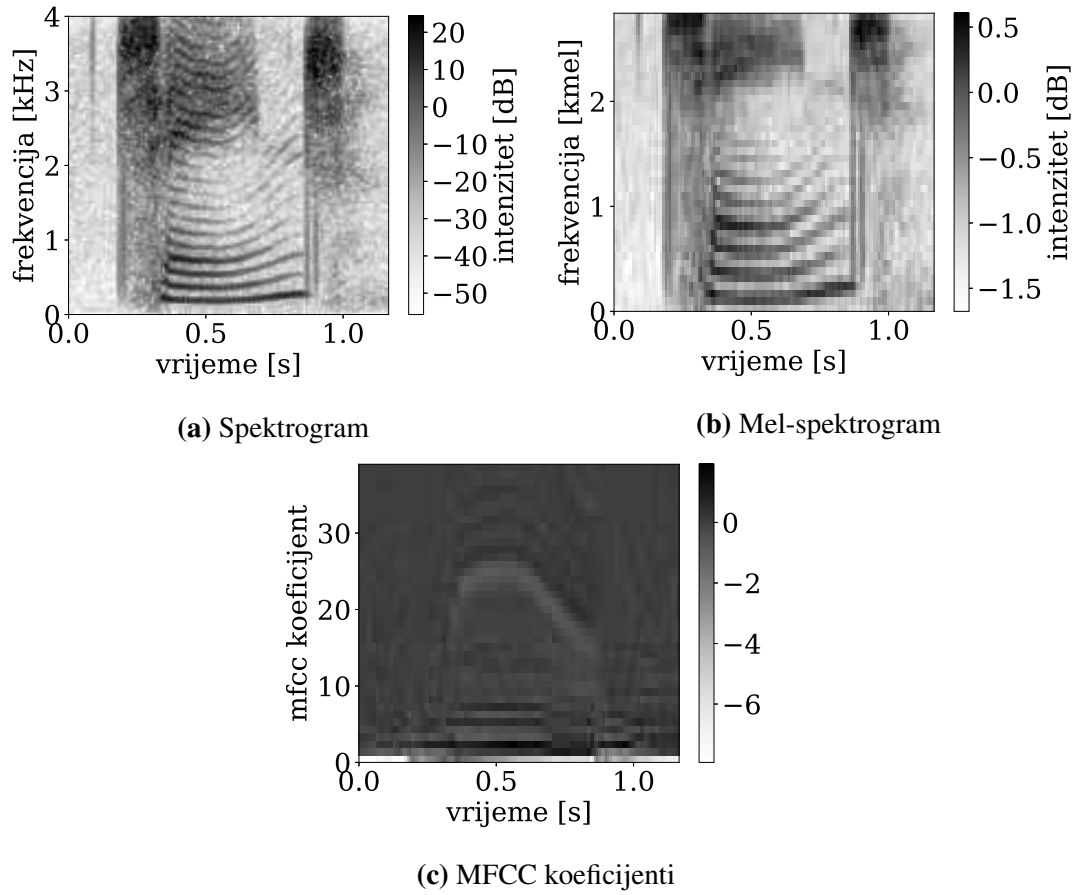 4
3
2
1
0
frekvencija [kHz]
0.0 0.5 1.0
vrijeme [s]
20
10
0
−10
−20
−30
−40
−50
intenzitet [dB]
(a) Spektrogram
2
1
0
frekvencija [kmel]
0.0 0.5 1.0
vrijeme [s]
0.5
0.0
−0.5
−1.0
−1.5
intenzitet [dB]
(b) Mel-spektrogram
30
20
10
0
mfcc koeficijent
0.0 0.5 1.0
vrijeme [s]
0
−2
−4
−6
(c) MFCC koeficijenti